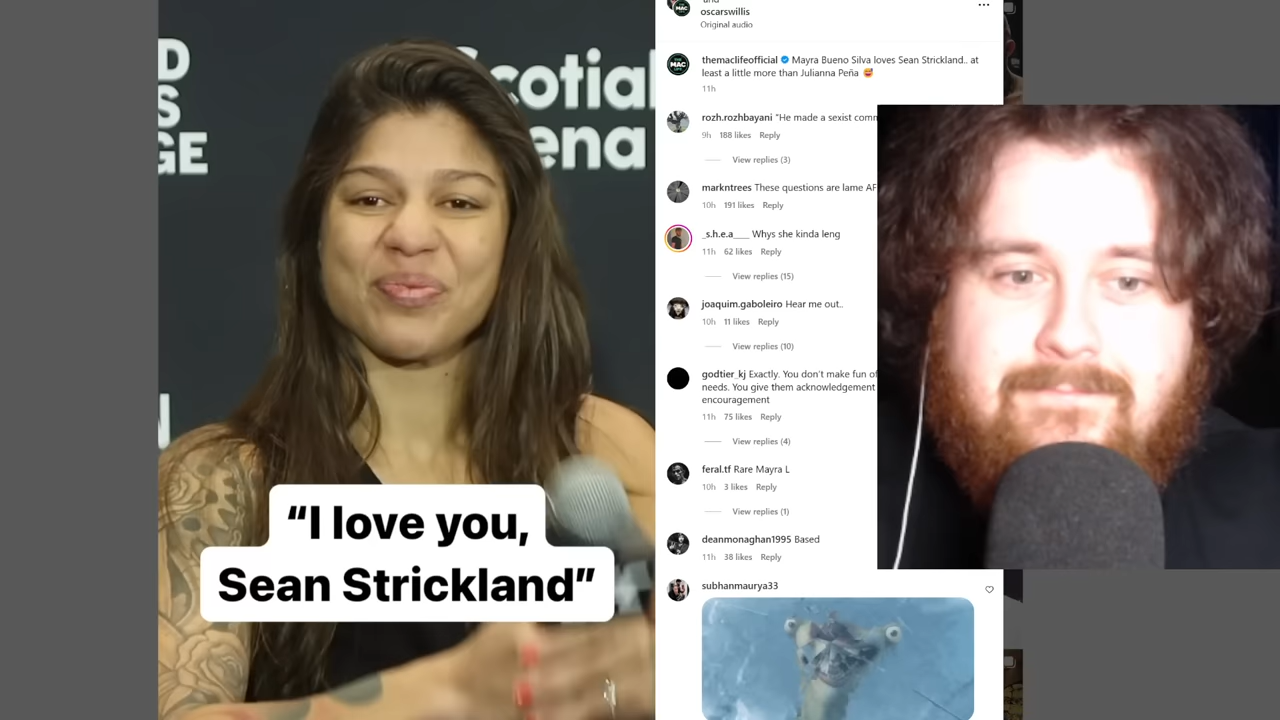 D
S
GE
N
Scotia
ena
"I love you,
Sean Strickland"
oscarswillis
Original audio
THE MAC LIFE
themaclifeofficial Mayra Bueno Silva loves Sean Strickland.. at
least a little more than Julianna Peña 😅
11h
rozh.rozhbayani "He made a sexist comm
9h 188 likes Reply
View replies (3)
markntrees These questions are lame AF
10h 191 likes Reply
_s.h.e.a___ Whys she kinda leng
11h 62 likes Reply
View replies (15)
joaquim.gaboleiro Hear me out..
10h 11 likes Reply
View replies (10)
godtier_kj Exactly. You don't make fun of
needs. You give them acknowledgement
encouragement
11h 75 likes Reply
View replies (4)
feral.tf Rare Mayra L
10h 3 likes Reply
View replies (1)
deanmonaghan1995 Based
11h 38 likes Reply
subhanmaurya33